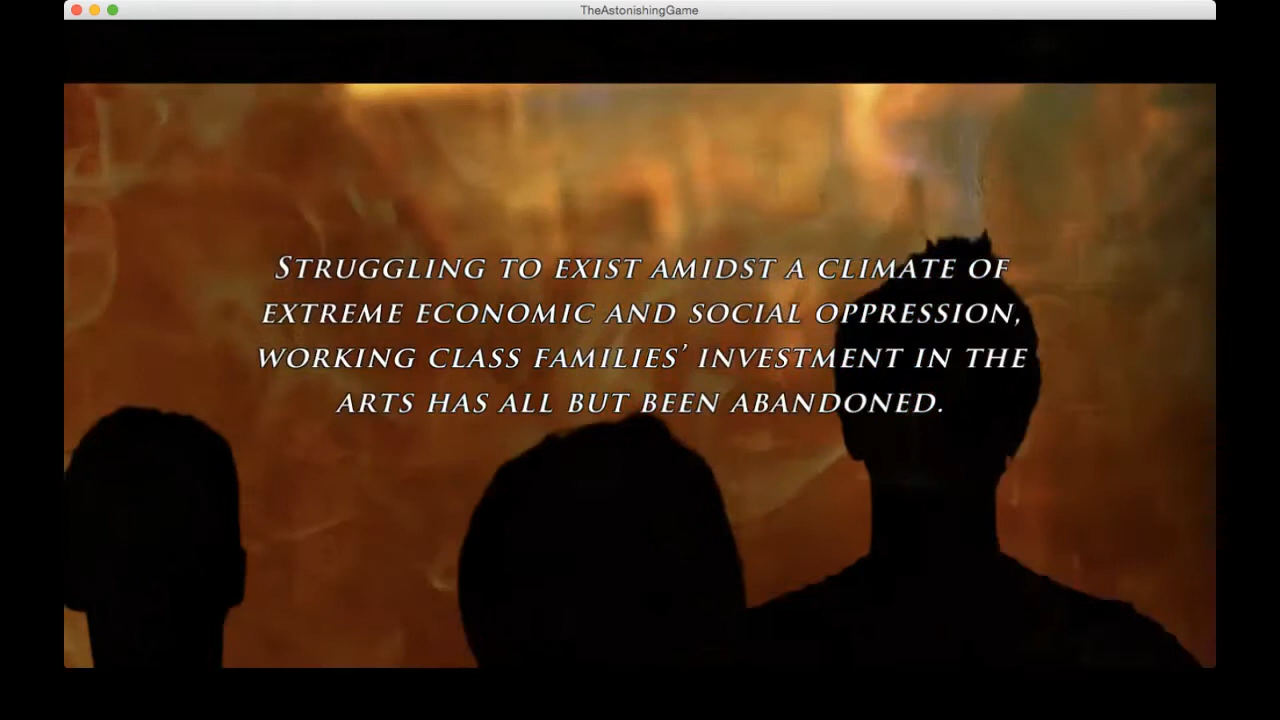 TheAstonishingGame
Struggling to exist amidst a climate of
extreme economic and social oppression,
working class families’ investment in the
arts has all but been abandoned.